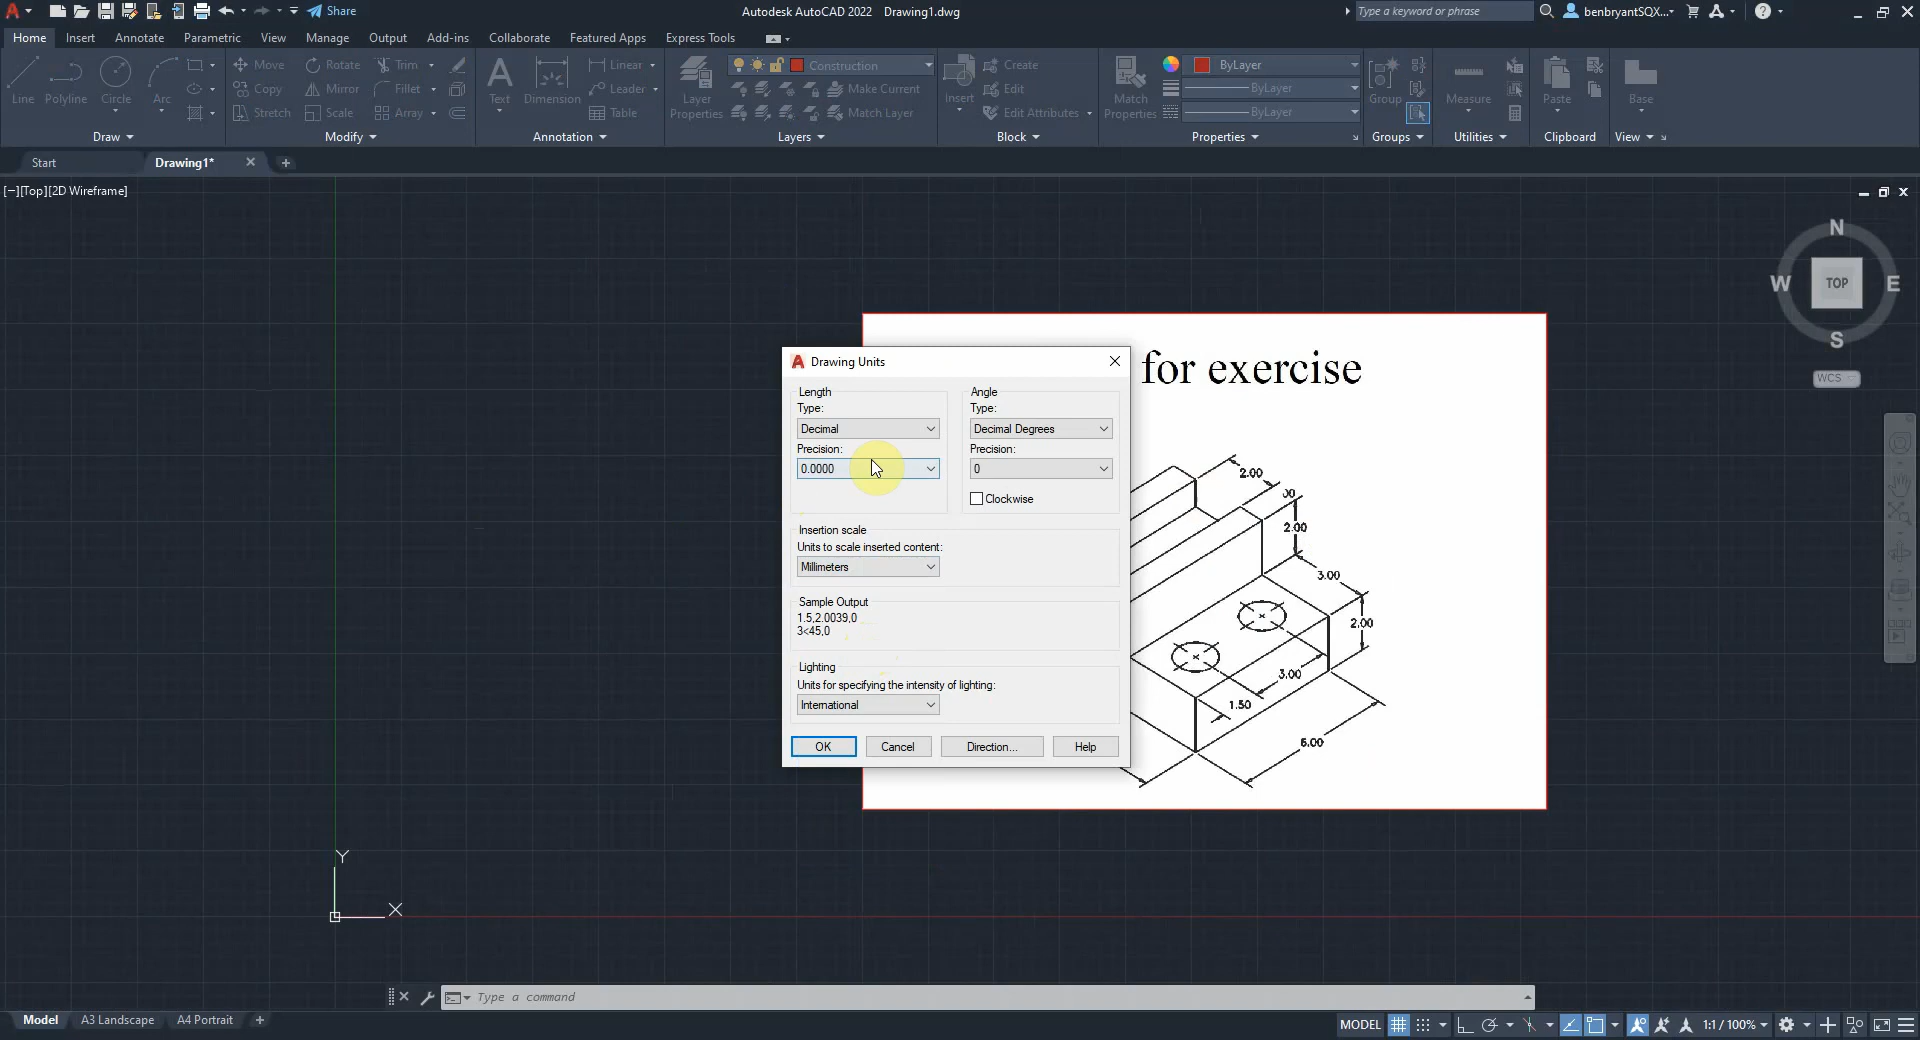 Share
Autodesk AutoCAD 2022 Drawing1.dwg
Type a keyword or phrase
benbryantSQX...
Home Insert Annotate Parametric View Manage Output Add-ins Collaborate Featured Apps Express Tools
Line Polyline Circle Arc
Move Rotate Trim
Copy Mirror Fillet
Stretch Scale Array
Text Dimension
Linear
Leader
Table
Layer Properties
Construction
Make Current
Match Layer
Insert
Create
Edit
Edit Attributes
Match Properties
ByLayer
ByLayer
ByLayer
Group
Measure
Paste
Base
Draw Modify Annotation Layers Block Properties Groups Utilities Clipboard View
Start Drawing1*
[−][Top][2D Wireframe]
N
W TOP E
S
WCS
for exercise
Drawing Units
Length
Type:
Decimal
Precision:
0.0000
Angle
Type:
Decimal Degrees
Precision:
0
Clockwise
Insertion scale
Units to scale inserted content:
Millimeters
Sample Output
1.5,2.0039,0
3<45,0
Lighting
Units for specifying the intensity of lighting:
International
OK Cancel Direction... Help
2.00
00
2.00
3.00
2.00
3.00
1.50
Y
X
Type a command
Model A3 Landscape A4 Portrait
MODEL 1:1 / 100%